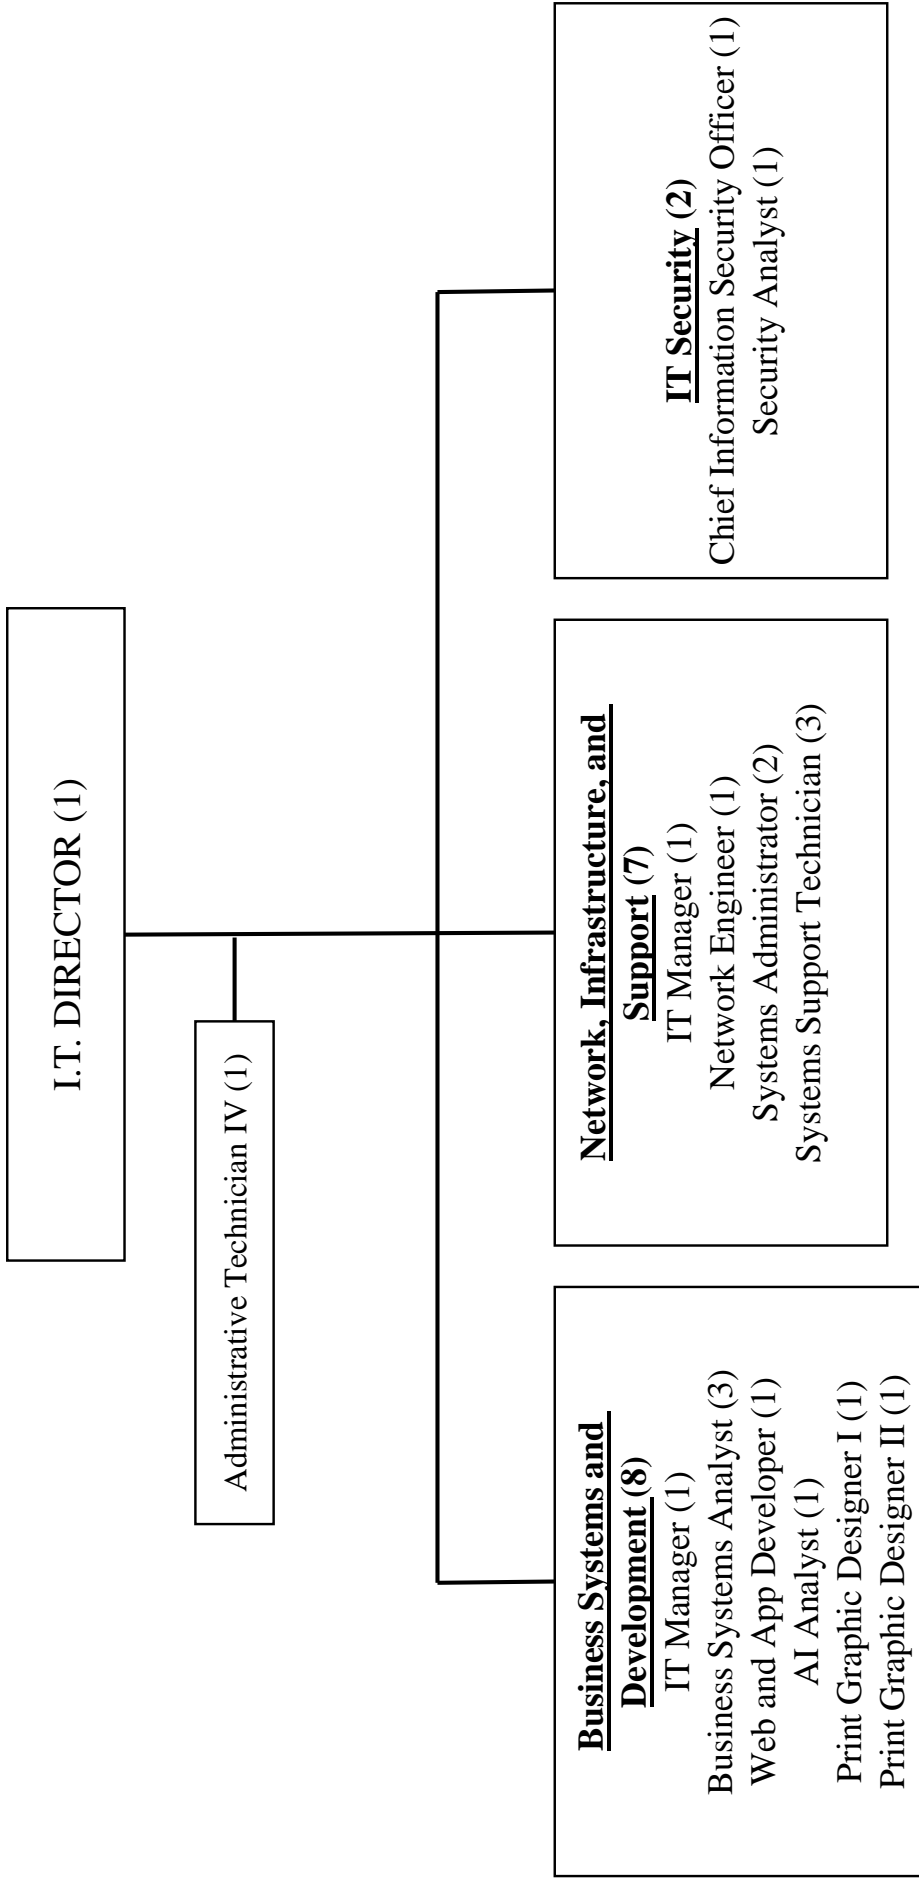 I.T. DIRECTOR (1)
Administrative Technician IV (1)
Business Systems and
Development (8)
IT Manager (1)
Business Systems Analyst (3)
Web and App Developer (1)
AI Analyst (1)
Print Graphic Designer I (1)
Print Graphic Designer II (1)
Network, Infrastructure, and
Support (7)
IT Manager (1)
Network Engineer (1)
Systems Administrator (2)
Systems Support Technician (3)
IT Security (2)
Chief Information Security Officer (1)
Security Analyst (1)